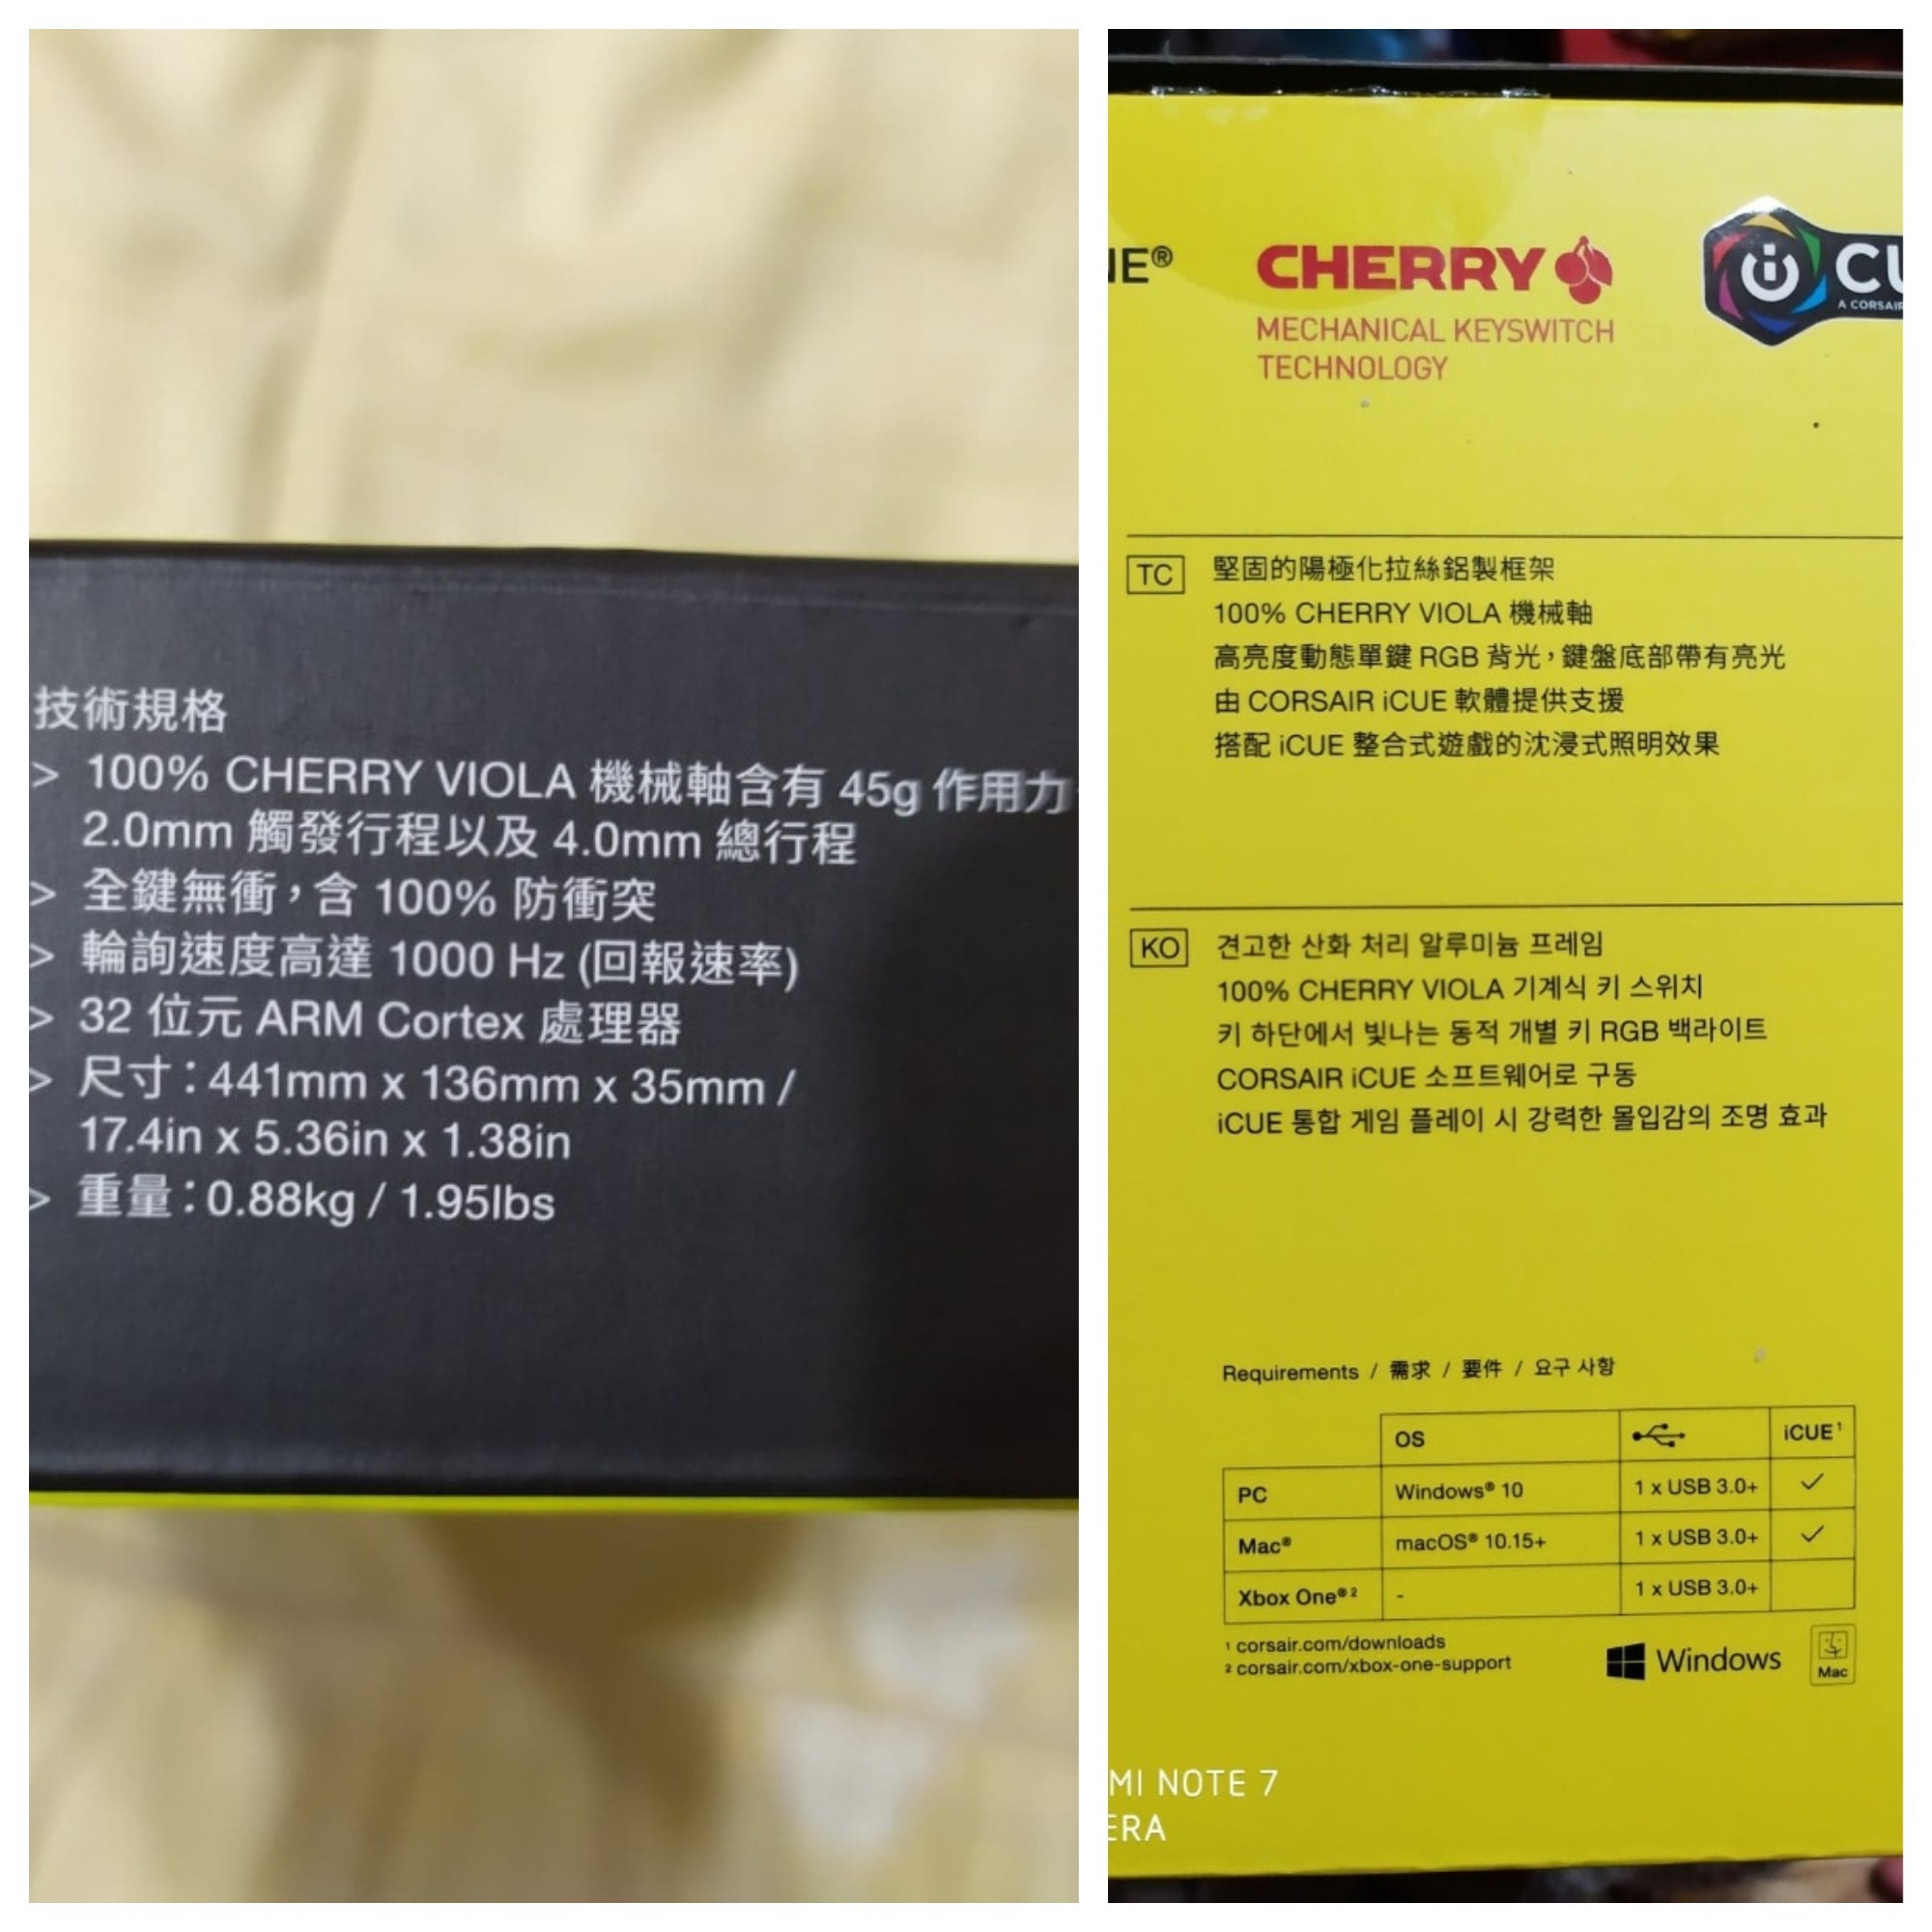 技術規格
> 100% CHERRY VIOLA 機械軸含有 45g 作用力
2.0mm 觸發行程以及 4.0mm 總行程
> 全鍵無衝，含 100% 防衝突
> 輪詢速度高達 1000 Hz (回報速率)
> 32 位元 ARM Cortex 處理器
> 尺寸：441mm x 136mm x 35mm /
17.4in x 5.36in x 1.38in
> 重量：0.88kg / 1.95lbs
NE®
CHERRY
MECHANICAL KEYSWITCH
TECHNOLOGY
CU
A CORSAIR
TC
堅固的陽極化拉絲鋁製框架
100% CHERRY VIOLA 機械軸
高亮度動態單鍵 RGB 背光，鍵盤底部帶有亮光
由 CORSAIR iCUE 軟體提供支援
搭配 iCUE 整合式遊戲的沈浸式照明效果
KO
견고한 산화 처리 알루미늄 프레임
100% CHERRY VIOLA 기계식 키 스위치
키 하단에서 빛나는 동적 개별 키 RGB 백라이트
CORSAIR iCUE 소프트웨어로 구동
iCUE 통합 게임 플레이 시 강력한 몰입감의 조명 효과
Requirements / 需求 / 要件 / 요구 사항
OS iCUE¹
PC Windows® 10 1 x USB 3.0+ ✓
Mac® macOS® 10.15+ 1 x USB 3.0+ ✓
Xbox One®² - 1 x USB 3.0+
¹ corsair.com/downloads
² corsair.com/xbox-one-support
Windows
Mac
MI NOTE 7
ERA